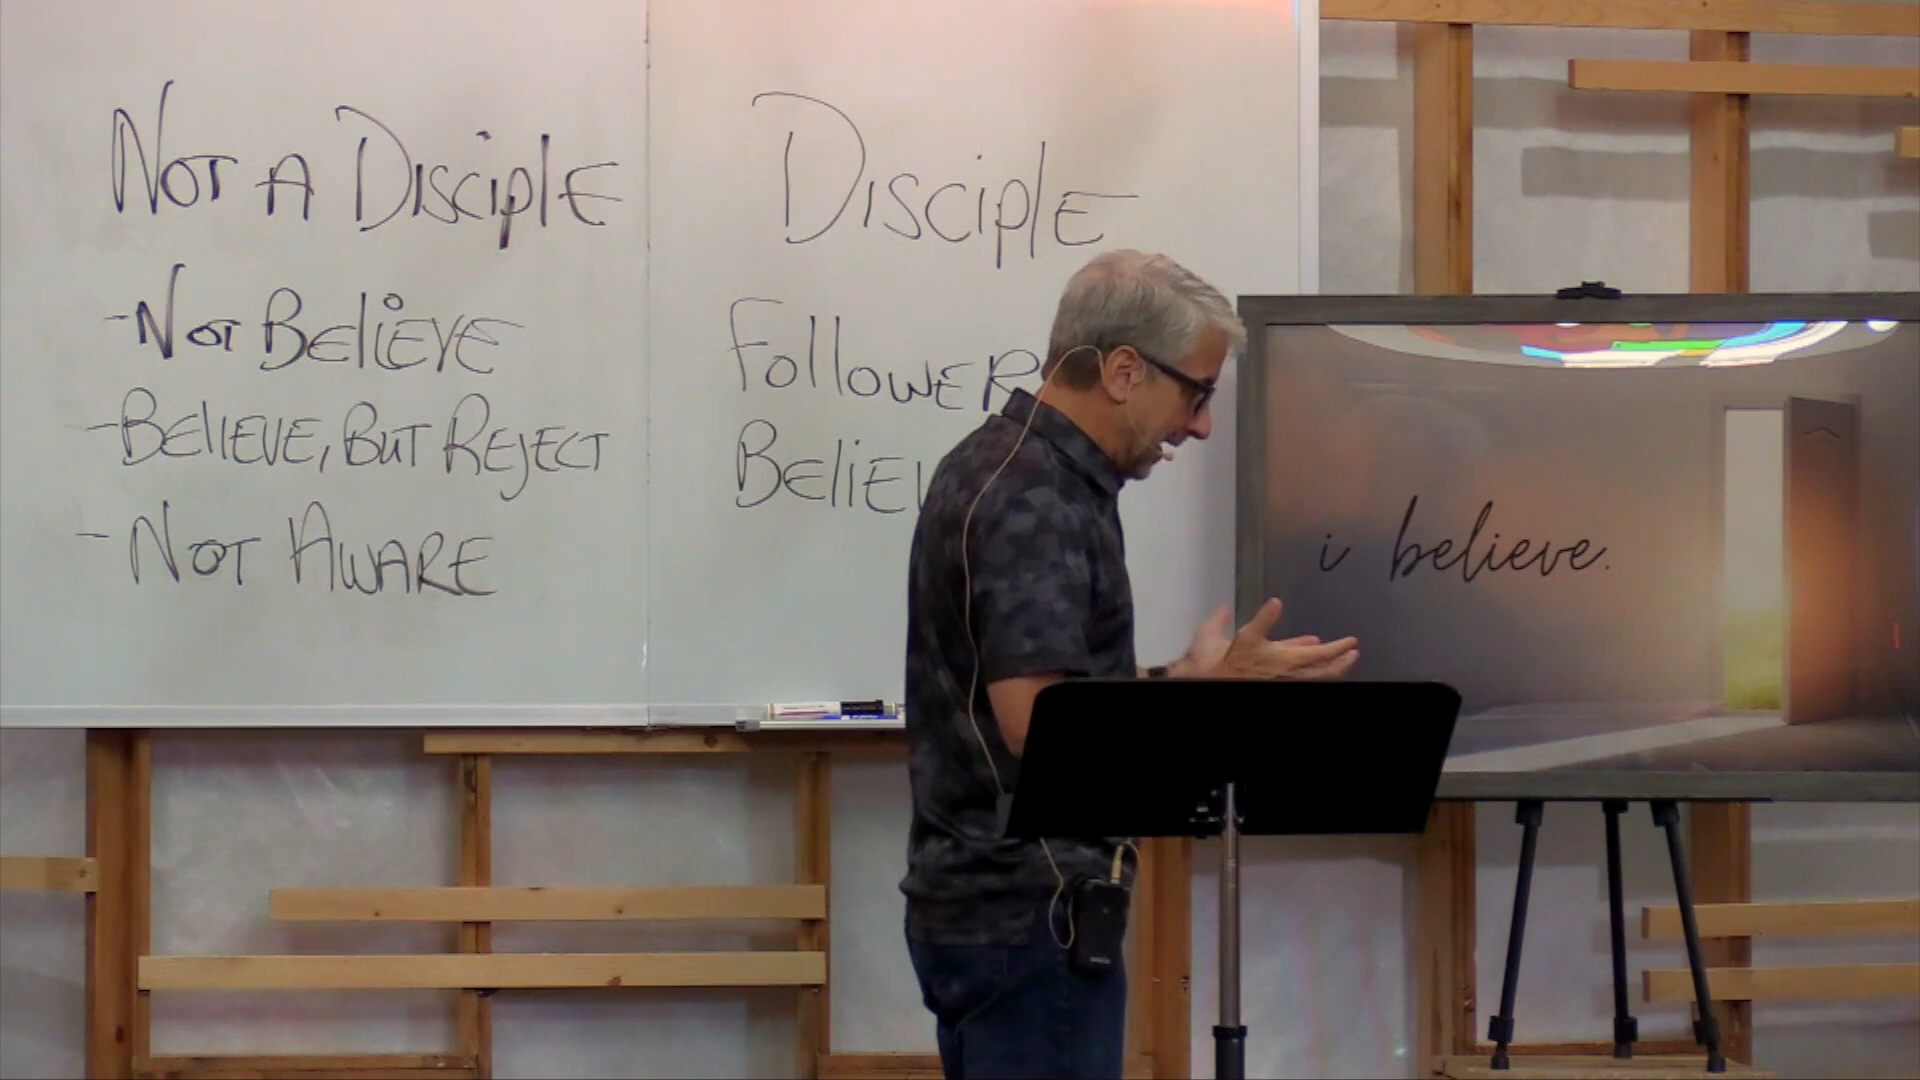 Not A Disciple
- Not Believe
- Believe, But Reject
- Not Aware
Disciple
Follower
i believe.